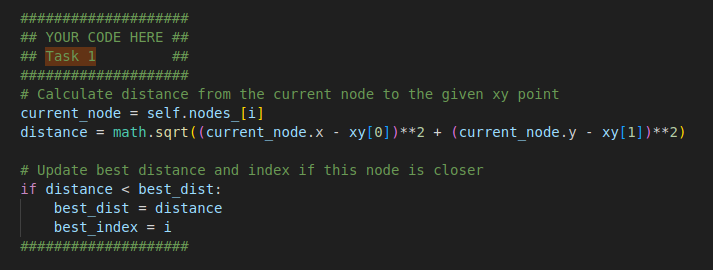 ####################
## YOUR CODE HERE ##
## Task 1         ##
####################
# Calculate distance from the current node to the given xy point
current_node = self.nodes_[i]
distance = math.sqrt((current_node.x - xy[0])**2 + (current_node.y - xy[1])**2)

# Update best distance and index if this node is closer
if distance < best_dist:
    best_dist = distance
    best_index = i
####################